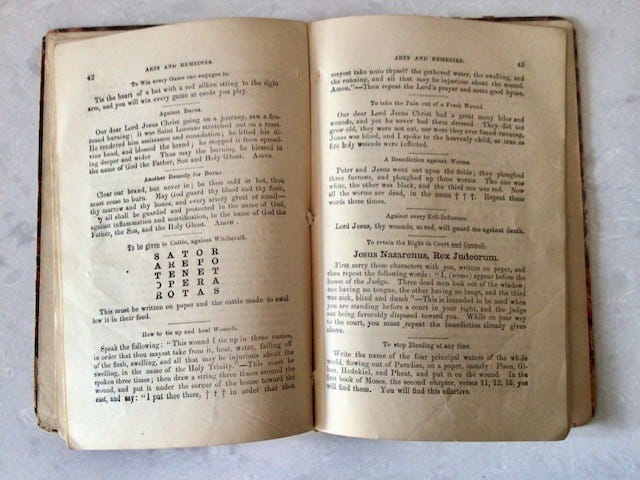 42
ARTS AND REMEDIES.
To Win every Game one engages in.
Tie the heart of a bat with a red silken string to the right
arm, and you will win every game at cards you play.
Against Burns.
Our dear Lord Jesus Christ going on a journey, saw a fire-
brand burning: it was Saint Lorenzo stretched out on a roast.
He rendered him assistance and consolation; he lifted his di-
vine hand, and blessed the brand; he stopped it from spread-
ing deeper and wider. Thus may the burning be blessed in
the name of God the Father, Son and Holy Ghost. Amen.
Another Remedy for Burns
Clear out brand, but never in; be thou cold or hot, thou
must cease to burn. May God guard thy blood and thy flesh,
thy marrow and thy bones, and every artery great or small—
They all shall be guarded and protected in the name of God,
against inflammation and mortification, in the name of God the
Father, the Son, and the Holy Ghost. Amen.
To be given to Cattle, against Witchcraft.
S A T O R
A R E P O
T E N E T
O P E R A
R O T A S
This must be written on paper and the cattle made to swal-
low it in their feed.
How to tie up and heal Wounds.
Speak the following: "This wound I tie up in three names,
in order that thou mayest take from it, heat, water, falling off
of the flesh, swelling, and all that may be injurious about the
swelling, in the name of the Holy Trinity."—This must be
spoken three times; then draw a string three times around the
wound, and put it under the corner of the house toward the
east, and say: "I put thee there, † † † in order that thou
ARTS AND REMEDIES.
43
mayest take unto thyself the gathered water, the swelling, and
the running, and all that may be injurious about the wound.
Amen."—Then repeat the Lord's prayer and some good hymn.
To take the Pain out of a Fresh Wound.
Our dear Lord Jesus Christ had a great many biles and
wounds, and yet he never had them dressed. They did not
grow old, they were not cut, nor were they ever found running.
Jonas was blind, and I spoke to the heavenly child, as true as
five holy wounds were inflicted.
A Benediction against Worms.
Peter and Jesus went out upon the fields; they ploughed
three furrows, and ploughed up three worms. The one was
white, the other was black, and the third one was red. Now
all the worms are dead, in the name † † †. Repeat these
words three times.
Against every Evil-Influence.
Lord Jesus, thy wounds, so red, will guard me against death.
To retain the Right in Court and Council.
Jesus Nazarenus, Rex Judeorum.
First carry these characters with you, written on paper, and
then repeat the following words: "I, (name) appear before the
house of the Judge. Three dead men look out of the window;
one having no tongue, the other having no lungs, and the third
was sick, blind and dumb"—This is intended to be used when
you are standing before a court in your right, and the judge
not being favorably disposed toward you. While on your way
to the court, you must repeat the benediction already given
above.
To stop Bleeding at any time.
Write the name of the four principal waters of the whole
world, flowing out of Paradise, on a paper, namely: Pison, Gi-
hon, Hedekiel, and Pheat, and put it on the wound. In the
first book of Moses, the second chapter, verses 11, 12, 13, you
will find them. You will find this effective.